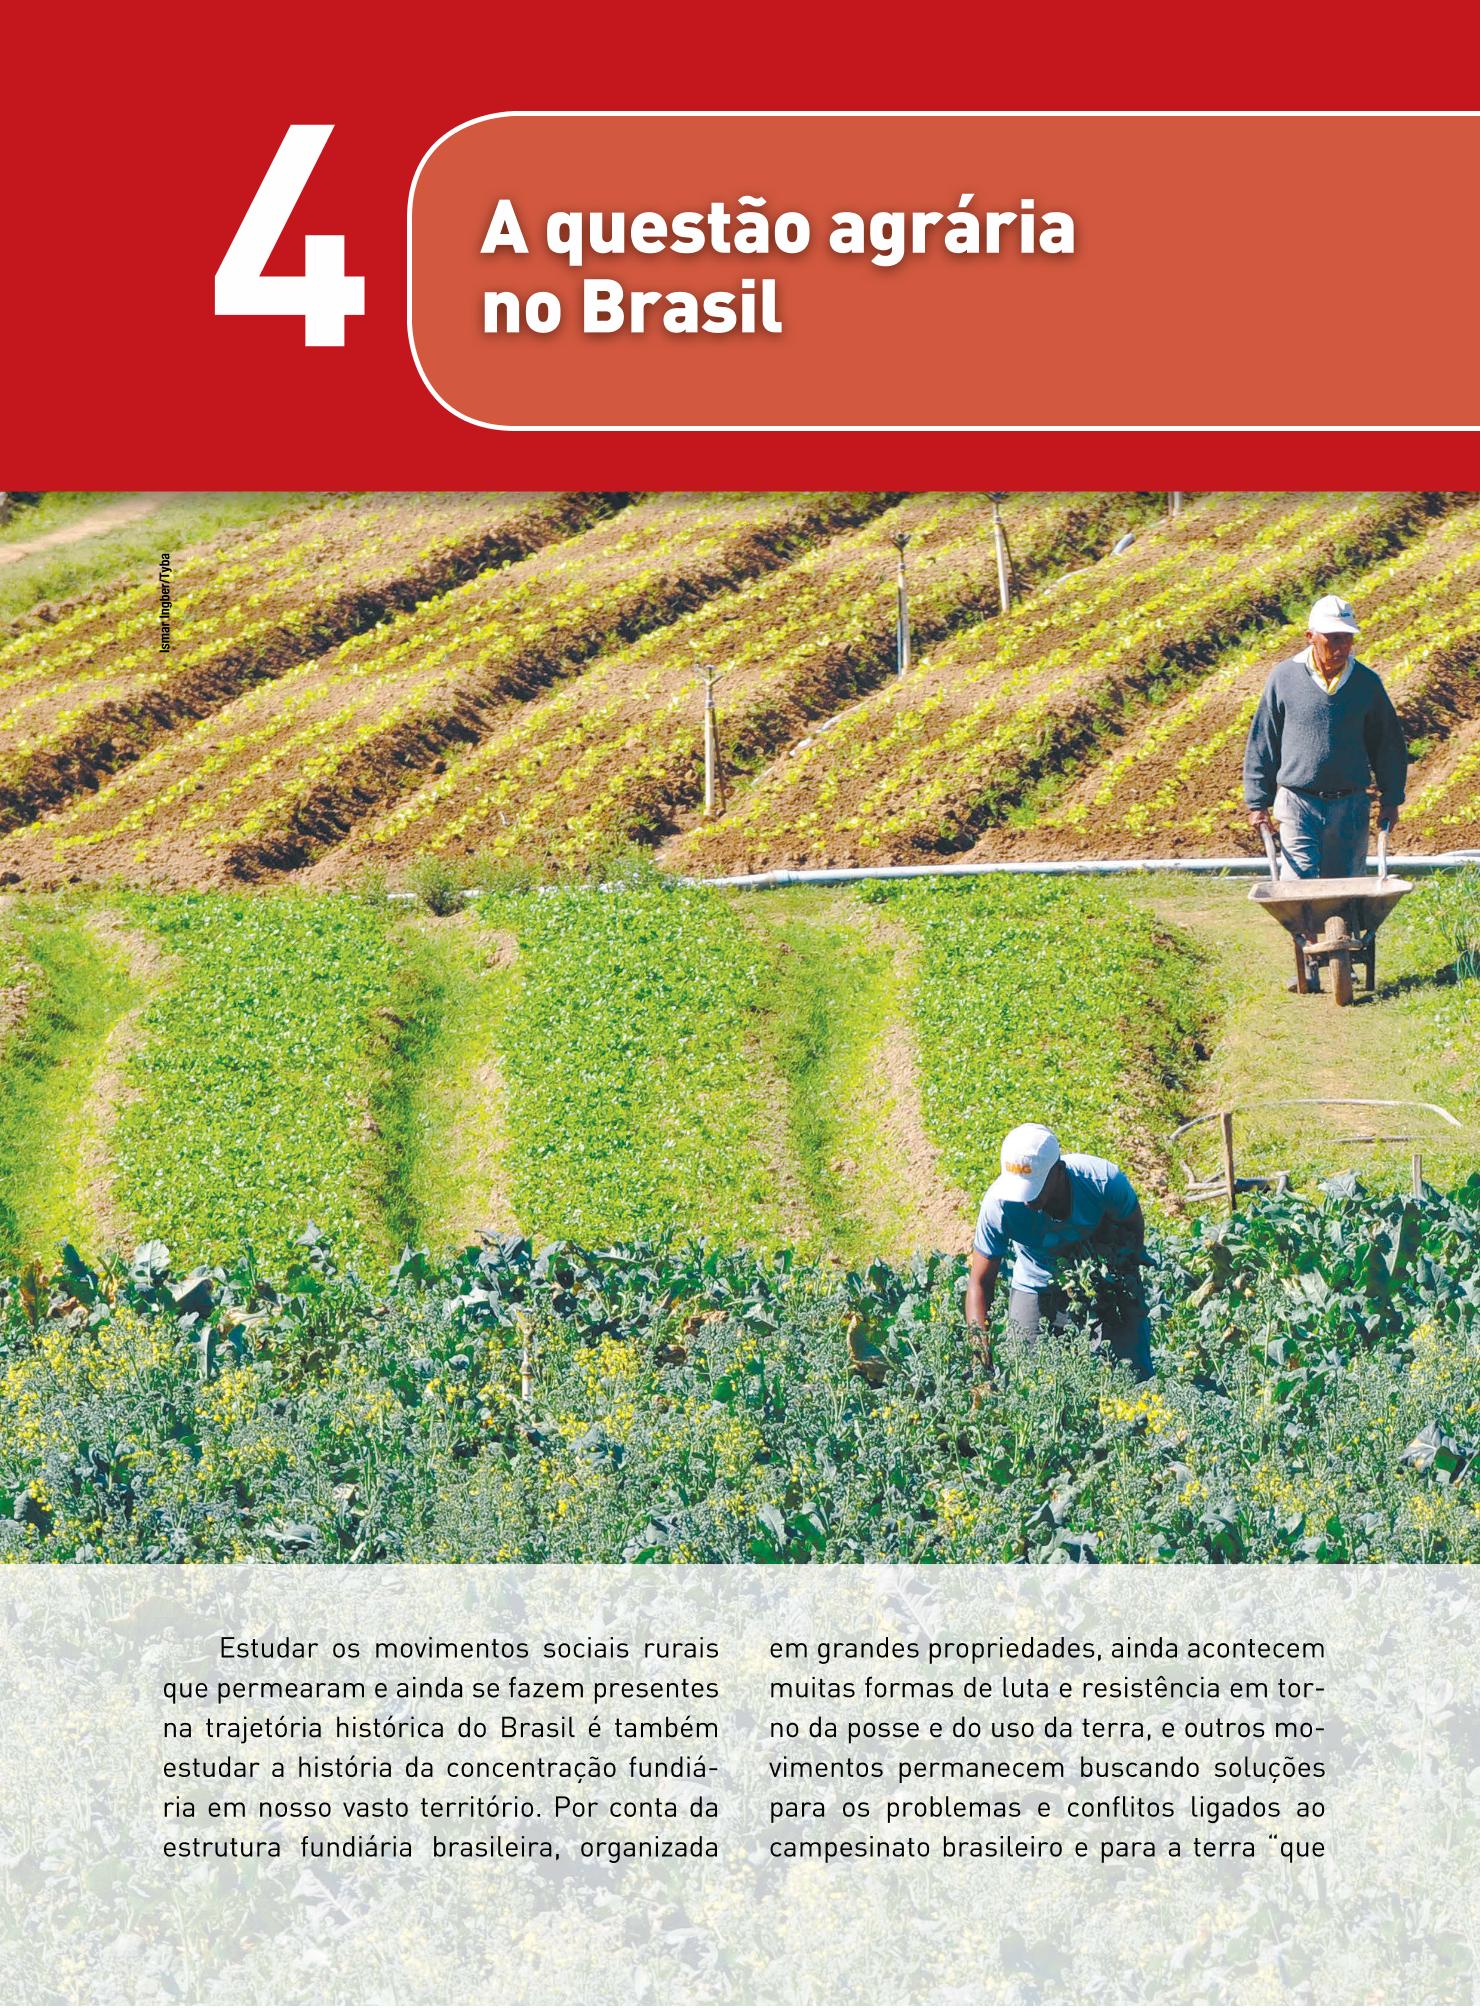 4
A questão agrária
no Brasil
Ismar Ingber/Tyba
BMG
Estudar os movimentos sociais rurais
que permearam e ainda se fazem presentes
na trajetória histórica do Brasil é também
estudar a história da concentração fundiá-
ria em nosso vasto território. Por conta da
estrutura fundiária brasileira, organizada
em grandes propriedades, ainda acontecem
muitas formas de luta e resistência em tor-
no da posse e do uso da terra, e outros mo-
vimentos permanecem buscando soluções
para os problemas e conflitos ligados ao
campesinato brasileiro e para a terra “que